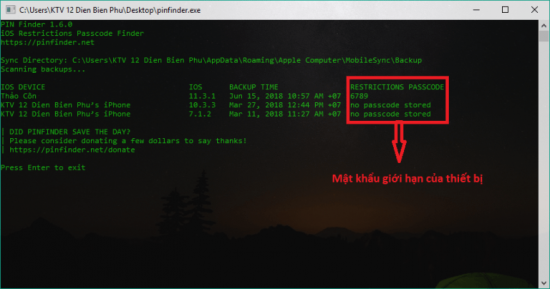 C:\Users\KTV 12 Dien Bien Phu\Desktop\pinfinder.exe
PIN Finder 1.6.0
iOS Restrictions Passcode Finder
https://pinfinder.net
Sync Directory: C:\Users\KTV 12 Dien Bien Phu\AppData\Roaming\Apple Computer\MobileSync\Backup
Scanning backups...
IOS DEVICE IOS BACKUP TIME RESTRICTIONS PASSCODE
Thảo Côn 11.3.1 Jun 15, 2018 10:57 AM +07 6789
KTV 12 Dien Bien Phu's iPhone 10.3.3 Mar 27, 2018 12:44 PM +07 no passcode stored
KTV 12 Dien Bien Phu's iPhone 7.1.2 Mar 11, 2018 11:27 AM +07 no passcode stored
| DID PINFINDER SAVE THE DAY?
| Please consider donating a few dollars to say thanks!
| https://pinfinder.net/donate
Press Enter to exit
Mật khẩu giới hạn của thiết bị